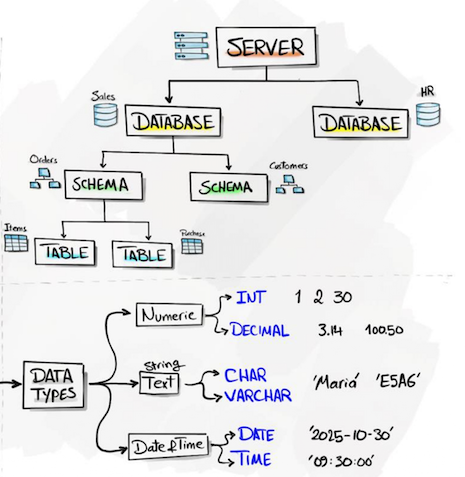 SERVER
Sales
HR
DATABASE
DATABASE
Orders
Customers
SCHEMA
SCHEMA
Items
Purchase
TABLE
TABLE
Numeric
INT 1 2 30
DECIMAL 3.14 100.50
DATA
TYPES
String
Text
CHAR
VARCHAR
'Maria' 'E5A6'
Date & Time
DATE '2025-10-30'
TIME '09:30:00'